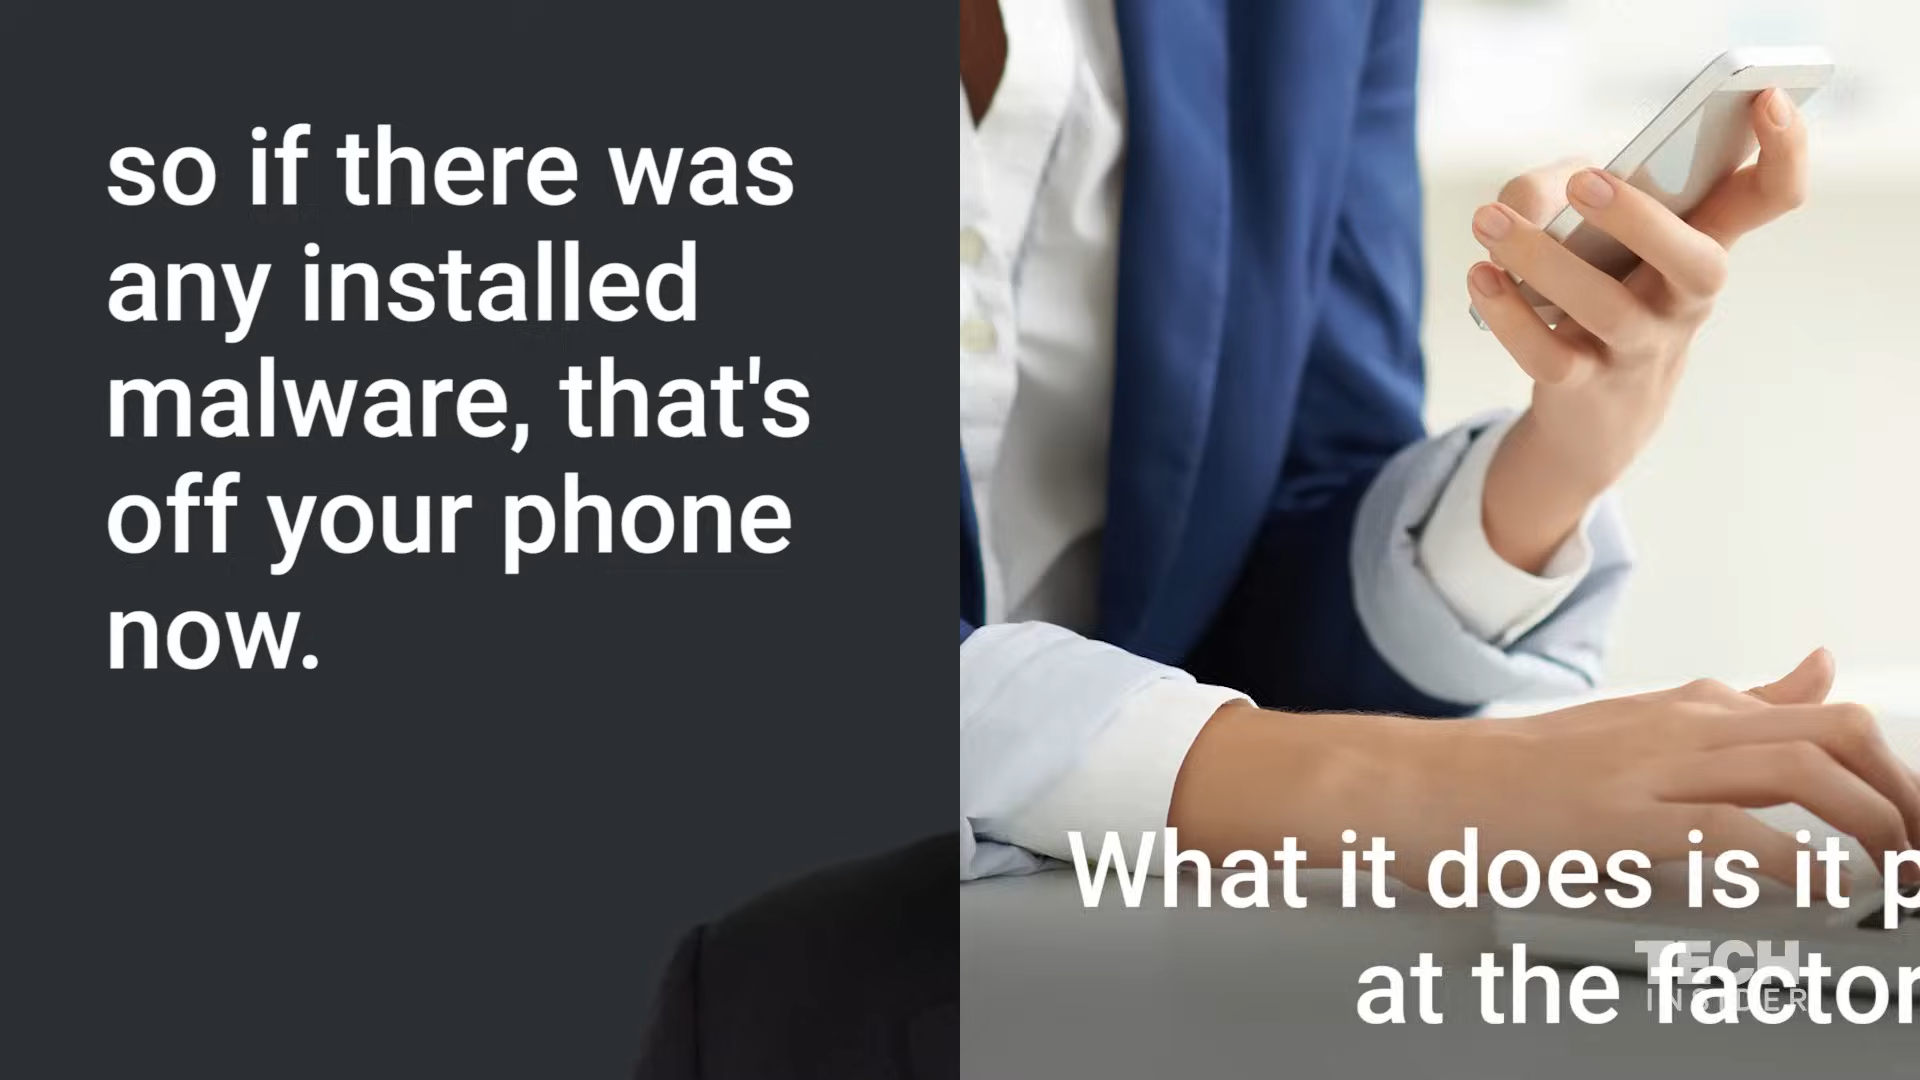 so if there was
any installed
malware, that's
off your phone
now.
What it does is it
at the
TECH
INSIDER